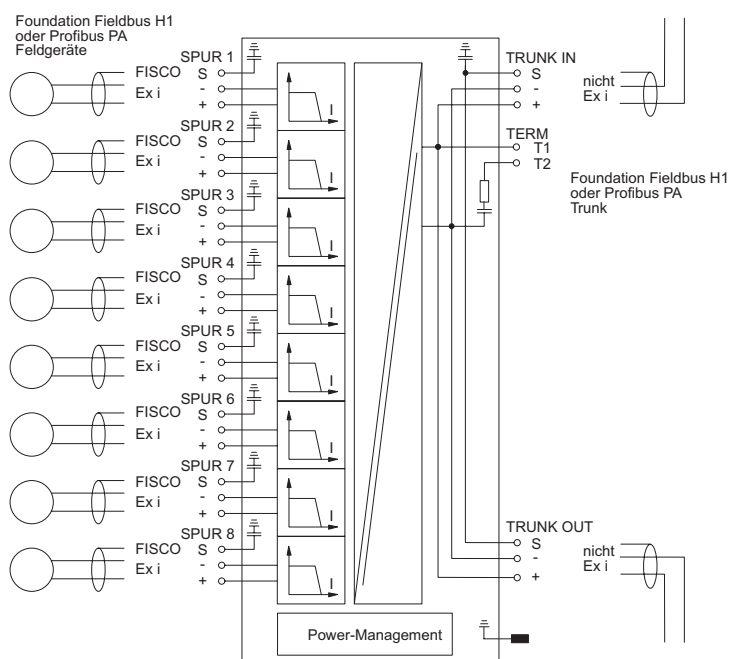 Foundation Fieldbus H1
oder Profibus PA
Feldgeräte
SPUR 1
FISCO
Ex i
S
-
+
I
SPUR 2
FISCO
Ex i
S
-
+
I
SPUR 3
FISCO
Ex i
S
-
+
I
SPUR 4
FISCO
Ex i
S
-
+
I
SPUR 5
FISCO
Ex i
S
-
+
I
SPUR 6
FISCO
Ex i
S
-
+
I
SPUR 7
FISCO
Ex i
S
-
+
I
SPUR 8
FISCO
Ex i
S
-
+
I
Power-Management
TRUNK IN
S
-
+
nicht
Ex i
TERM
T1
T2
Foundation Fieldbus H1
oder Profibus PA
Trunk
TRUNK OUT
S
-
+
nicht
Ex i